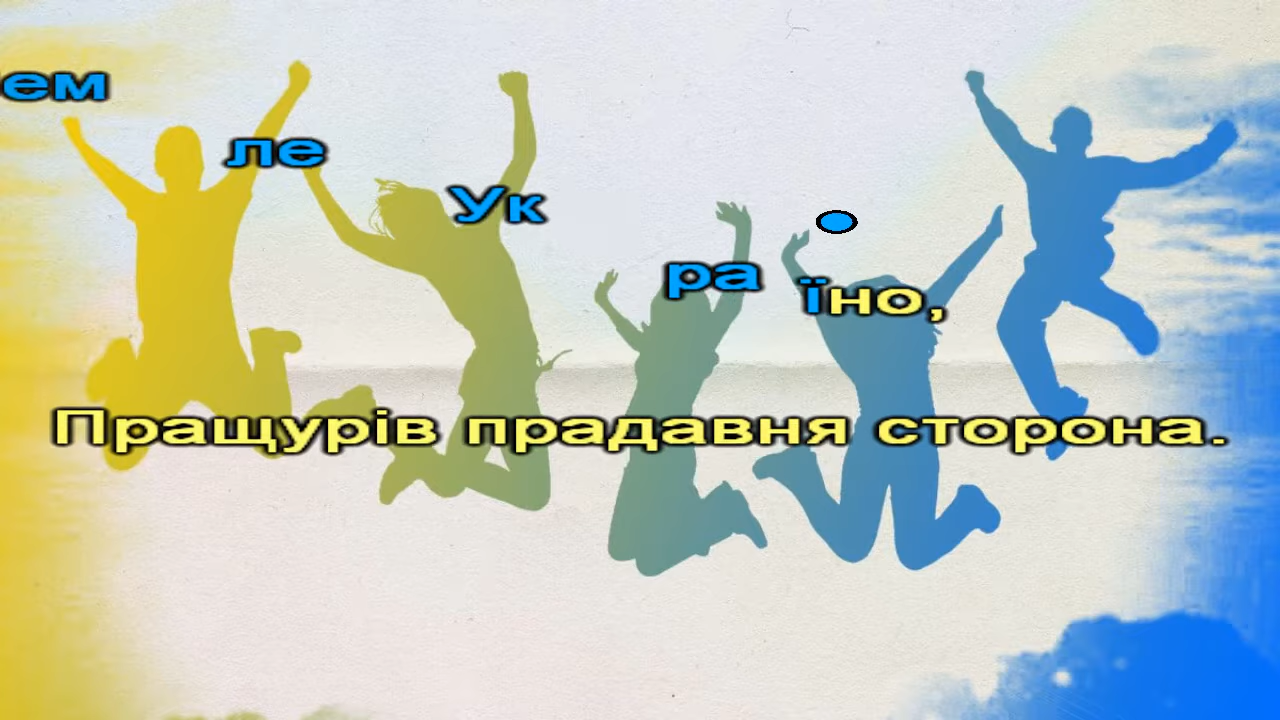 ем ле Ук ра їно,
Пращурів прадавня сторона.